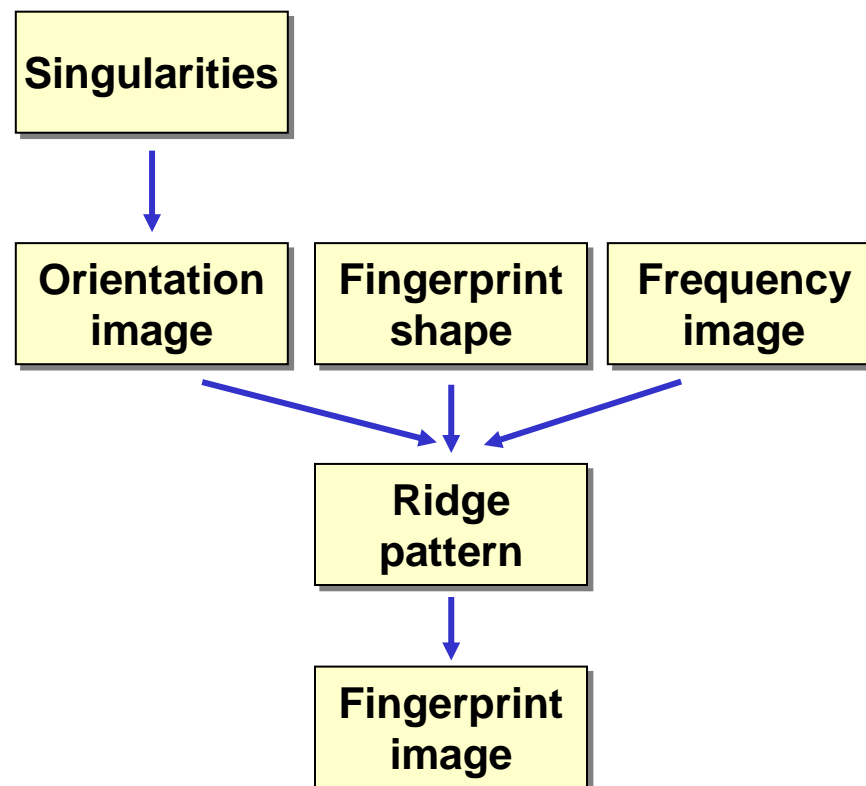 Singularities
Orientation
image
Fingerprint
shape
Frequency
image
Ridge
pattern
Fingerprint
image